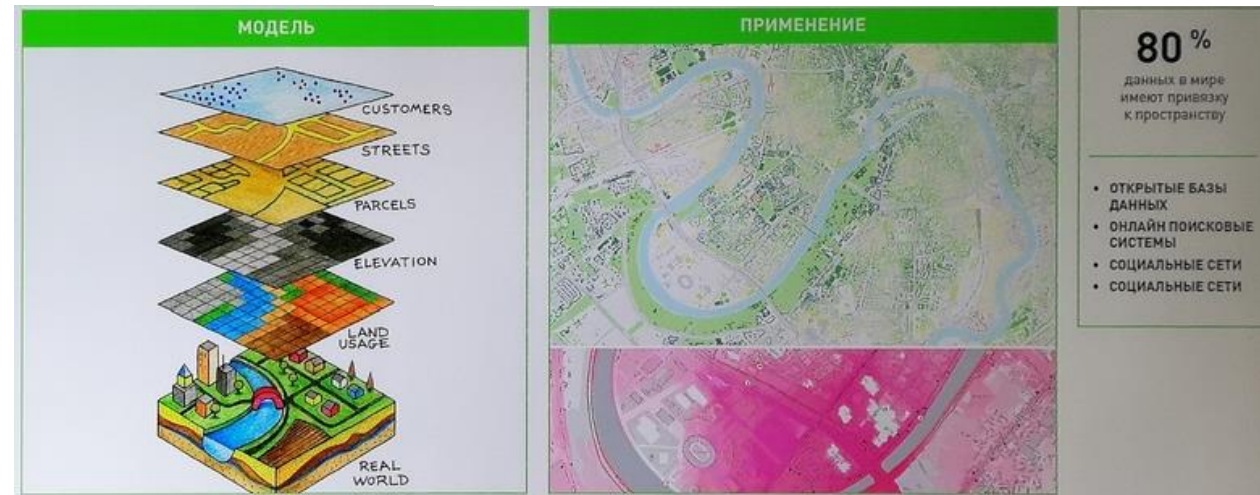 МОДЕЛЬ
CUSTOMERS
STREETS
PARCELS
ELEVATION
LAND
USAGE
REAL
WORLD
ПРИМЕНЕНИЕ
80 %
данных в мире
имеют привязку
к пространству
• ОТКРЫТЫЕ БАЗЫ
ДАННЫХ
• ОНЛАЙН ПОИСКОВЫЕ
СИСТЕМЫ
• СОЦИАЛЬНЫЕ СЕТИ
• СОЦИАЛЬНЫЕ СЕТИ